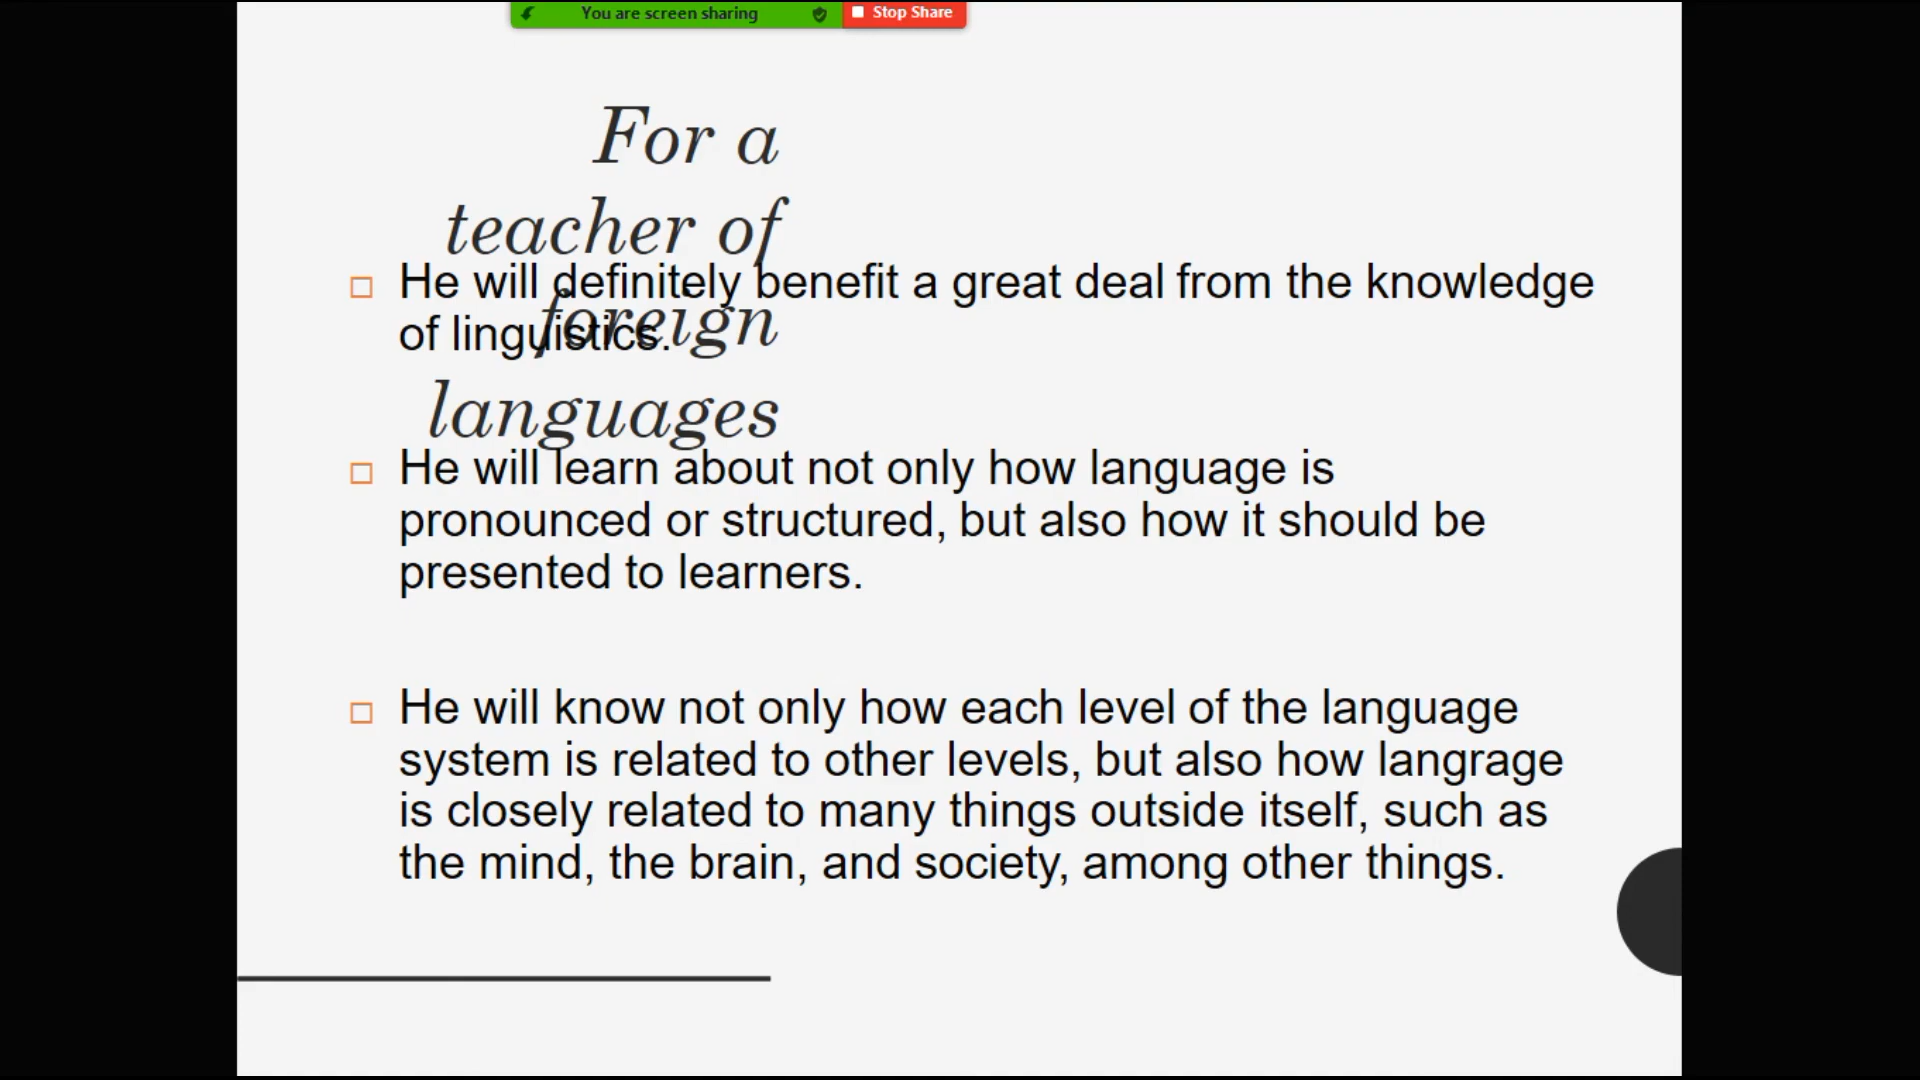 You are screen sharing
Stop Share
For a
teacher of
foreign
languages
He will definitely benefit a great deal from the knowledge
of linguistics.
He will learn about not only how language is
pronounced or structured, but also how it should be
presented to learners.
He will know not only how each level of the language
system is related to other levels, but also how langrage
is closely related to many things outside itself, such as
the mind, the brain, and society, among other things.